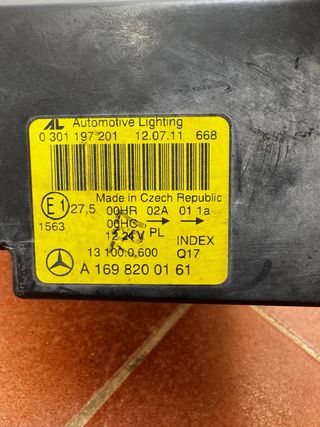 AL Automotive Lighting
0 301 197 201 12.07.11 668
Made in Czech Republic
E1 27,5 00HR 02A 01 1a
1563 00HC → →
12 24V PL INDEX
13 100.0,600 Q17
A 169 820 01 61